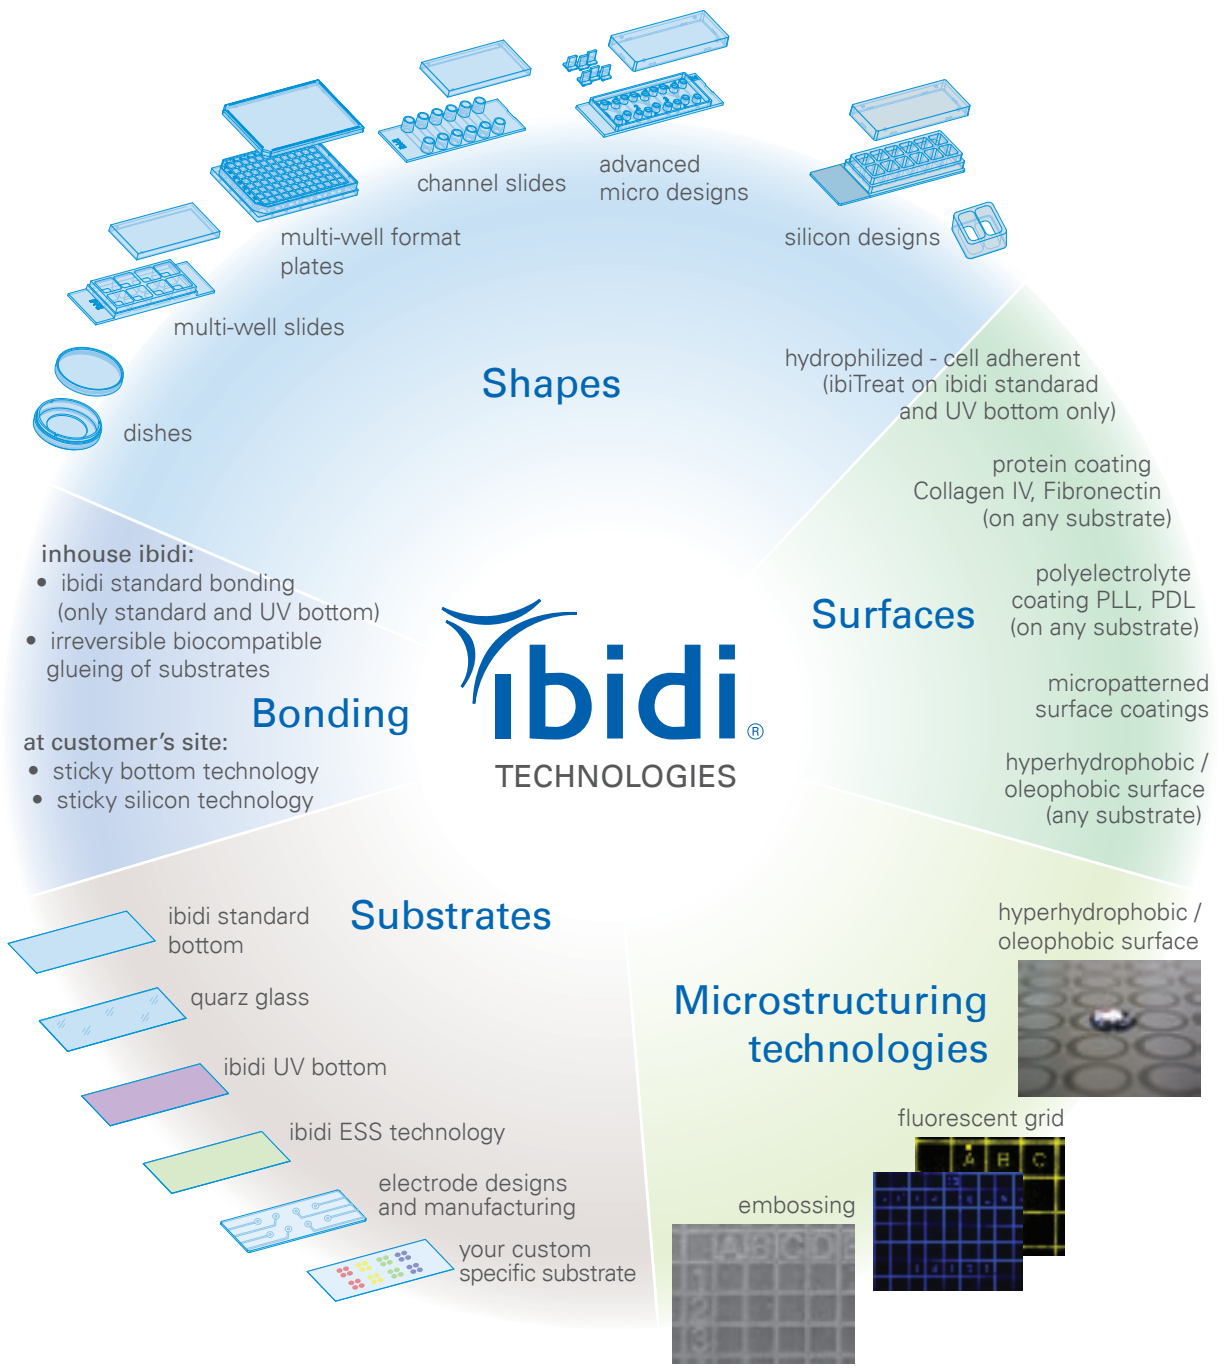 channel slides
advanced
micro designs
multi-well format
plates
silicon designs
multi-well slides
dishes
Shapes
hydrophilized - cell adherent
(ibiTreat on ibidi standarad
and UV bottom only)
protein coating
Collagen IV, Fibronectin
(on any substrate)
polyelectrolyte
coating PLL, PDL
(on any substrate)
Surfaces
micropatterned
surface coatings
hyperhydrophobic /
oleophobic surface
(any substrate)
inhouse ibidi:
• ibidi standard bonding
(only standard and UV bottom)
• irreversible biocompatible
glueing of substrates
Bonding
at customer's site:
• sticky bottom technology
• sticky silicon technology
ibidi®
TECHNOLOGIES
Substrates
ibidi standard
bottom
quarz glass
ibidi UV bottom
ibidi ESS technology
electrode designs
and manufacturing
your custom
specific substrate
Microstructuring
technologies
hyperhydrophobic /
oleophobic surface
fluorescent grid
A B C
embossing
A B C D E
1
2
3